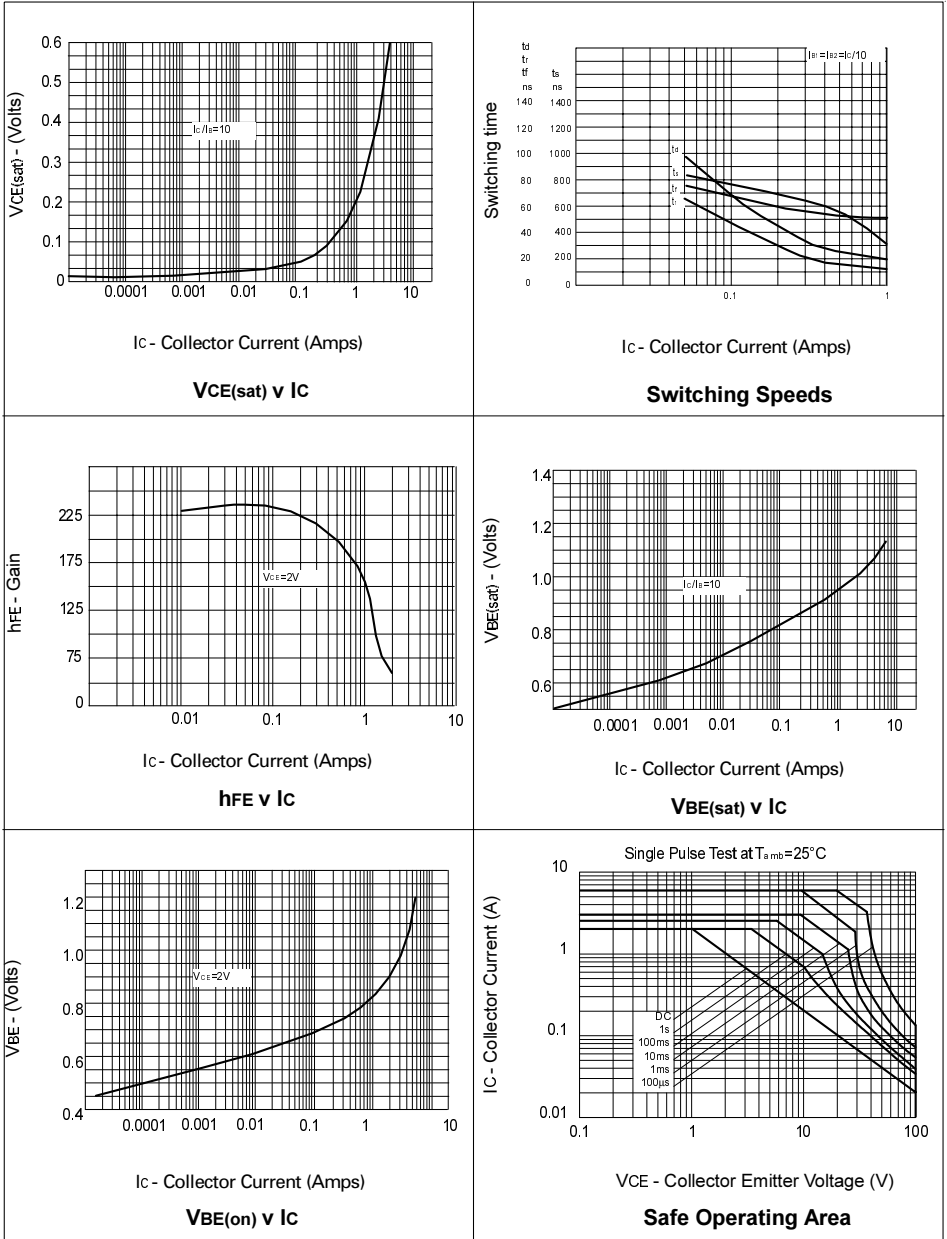 0.6
0.5
0.4
0.3
0.2
0.1
0
VCE(sat) - (Volts)
IC/IB=10
0.0001 0.001 0.01 0.1 1 10
IC - Collector Current (Amps)
VCE(sat) v IC
td
tr
tf ts
ns ns
140 1400
120 1200
100 1000
80 800
60 600
40 400
20 200
0 0
Switching time
IB1=IB2=IC/10
td
ts
tf
0.1 1
IC - Collector Current (Amps)
Switching Speeds
225
175
125
75
0
hFE - Gain
VCE=2V
0.01 0.1 1 10
IC - Collector Current (Amps)
hFE v IC
1.4
1.2
1.0
0.8
0.6
VBE(sat) - (Volts)
IC/IB=10
0.0001 0.001 0.01 0.1 1 10
IC - Collector Current (Amps)
VBE(sat) v IC
1.2
1.0
0.8
0.6
0.4
VBE - (Volts)
VCE=2V
0.0001 0.001 0.01 0.1 1 10
IC - Collector Current (Amps)
VBE(on) v IC
Single Pulse Test at Tamb=25°C
10
1
0.1
0.01
IC - Collector Current (A)
DC
1s
100ms
10ms
1ms
100µs
0.1 1 10 100
VCE - Collector Emitter Voltage (V)
Safe Operating Area